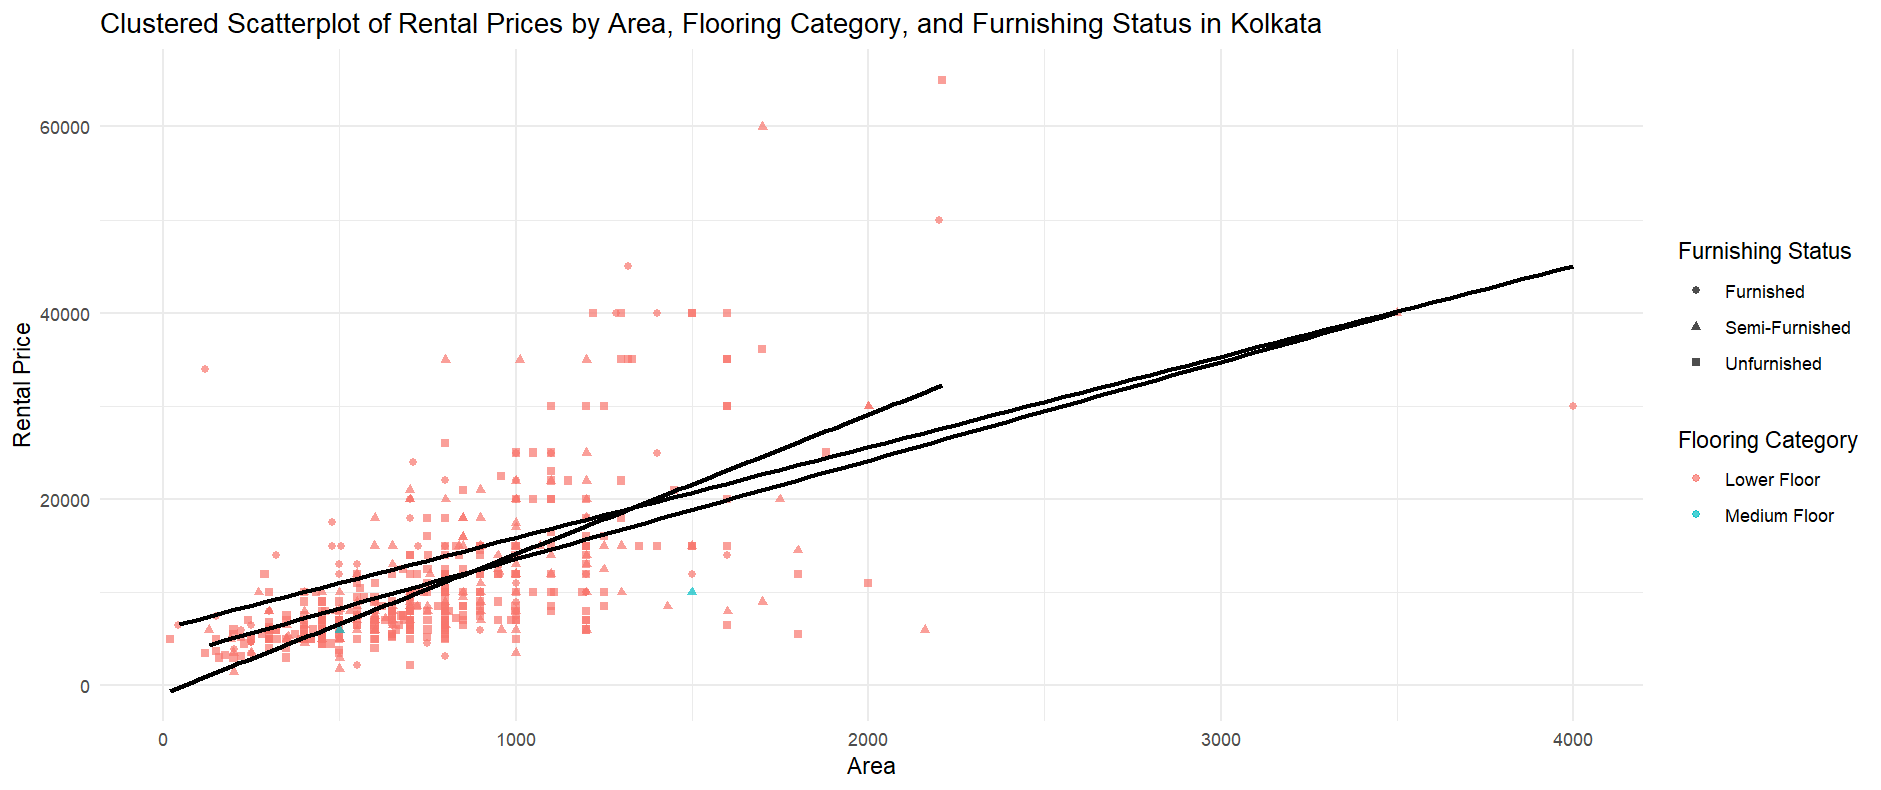 Clustered Scatterplot of Rental Prices by Area, Flooring Category, and Furnishing Status in Kolkata
Rental Price
60000
40000
20000
0
0 1000 2000 3000 4000
Area
Furnishing Status
Furnished
Semi-Furnished
Unfurnished
Flooring Category
Lower Floor
Medium Floor